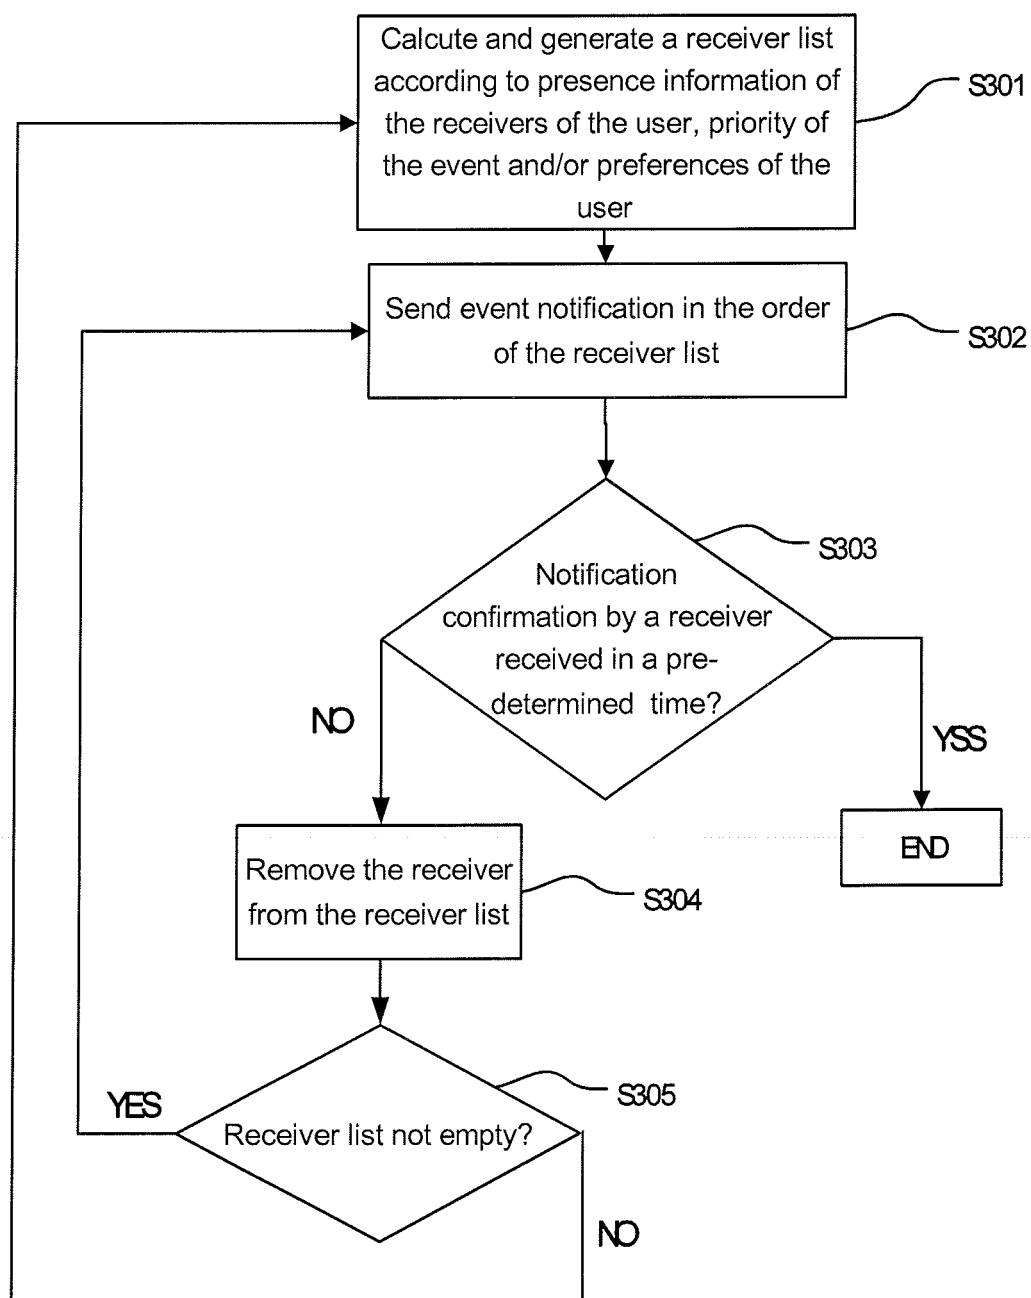 Calcute and generate a receiver list
according to presence information of
the receivers of the user, priority of
the event and/or preferences of the
user
S301
Send event notification in the order
of the receiver list
S302
S303
Notification
confirmation by a receiver
received in a pre-
determined time?
NO
YSS
END
Remove the receiver
from the receiver list
S304
S305
YES
Receiver list not empty?
NO